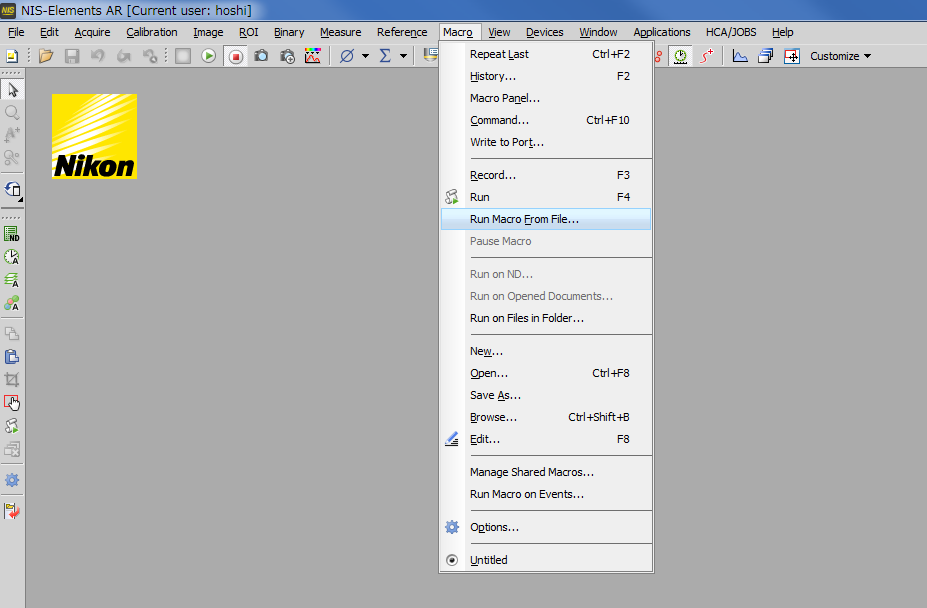 NIS NIS-Elements AR [Current user: hoshi]
File Edit Acquire Calibration Image ROI Binary Measure Reference Macro View Devices Window Applications HCA/JOBS Help
Customize
Nikon
Repeat Last Ctrl+F2
History... F2
Macro Panel...
Command... Ctrl+F10
Write to Port...
Record... F3
Run F4
Run Macro From File...
Pause Macro
Run on ND...
Run on Opened Documents...
Run on Files in Folder...
New...
Open... Ctrl+F8
Save As...
Browse... Ctrl+Shift+B
Edit... F8
Manage Shared Macros...
Run Macro on Events...
Options...
Untitled
ND
A
A
A